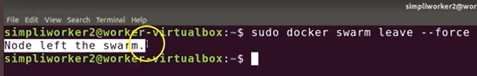 simpliworker2@worker-virtualbox: ~
File Edit View Search Terminal Help
simpliworker2@worker-virtualbox:~$ sudo docker swarm leave --force
Node left the swarm.
simpliworker2@worker-virtualbox:~$